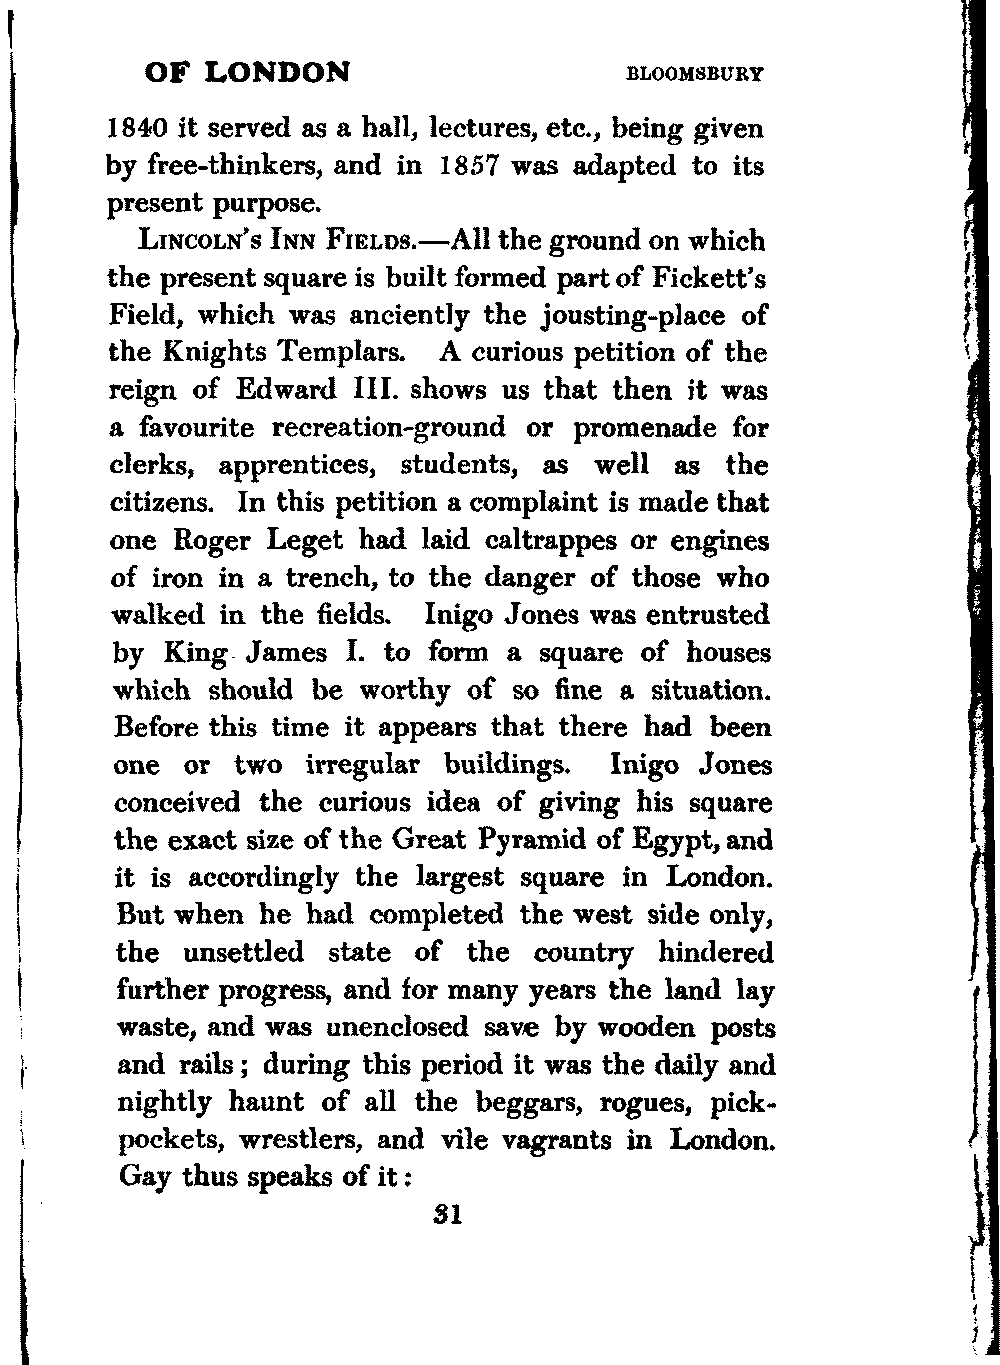 OF LONDON BLOOMSBURY
1840 it served as a hall, lectures, etc., being given
by free-thinkers, and in 1857 was adapted to its
present purpose.
LINCOLN'S INN FIELDS.—All the ground on which
the present square is built formed part of Fickett's
Field, which was anciently the jousting-place of
the Knights Templars. A curious petition of the
reign of Edward III. shows us that then it was
a favourite recreation-ground or promenade for
clerks, apprentices, students, as well as the
citizens. In this petition a complaint is made that
one Roger Leget had laid caltrappes or engines
of iron in a trench, to the danger of those who
walked in the fields. Inigo Jones was entrusted
by King James I. to form a square of houses
which should be worthy of so fine a situation.
Before this time it appears that there had been
one or two irregular buildings. Inigo Jones
conceived the curious idea of giving his square
the exact size of the Great Pyramid of Egypt, and
it is accordingly the largest square in London.
But when he had completed the west side only,
the unsettled state of the country hindered
further progress, and for many years the land lay
waste, and was unenclosed save by wooden posts
and rails; during this period it was the daily and
nightly haunt of all the beggars, rogues, pick-
pockets, wrestlers, and vile vagrants in London.
Gay thus speaks of it:
31